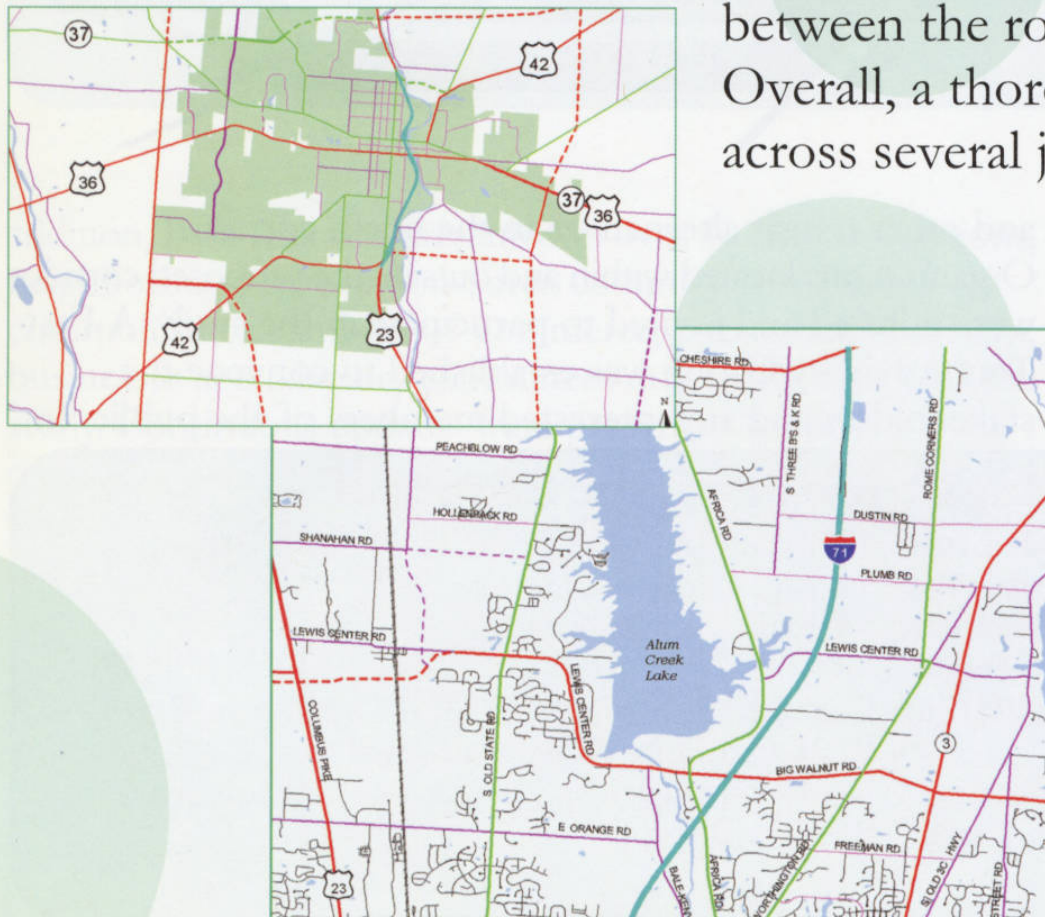 between the ro
Overall, a thoro
across several j
37
42
36
37
36
42
23
N
CHESHIRE RD
S THREE B'S & K RD
ROME CORNERS RD
PEACHBLOW RD
AFRICA RD
HOLLENBACK RD
DUSTIN RD
SHANAHAN RD
71
PLUMB RD
LEWIS CENTER RD
Alum
Creek
Lake
LEWIS CENTER RD
LEWIS CENTER RD
COLUMBUS PIKE
S OLD STATE RD
3
BIG WALNUT RD
E ORANGE RD
FREEMAN RD
S OLD 3C HWY
WORTHINGTON RD
23